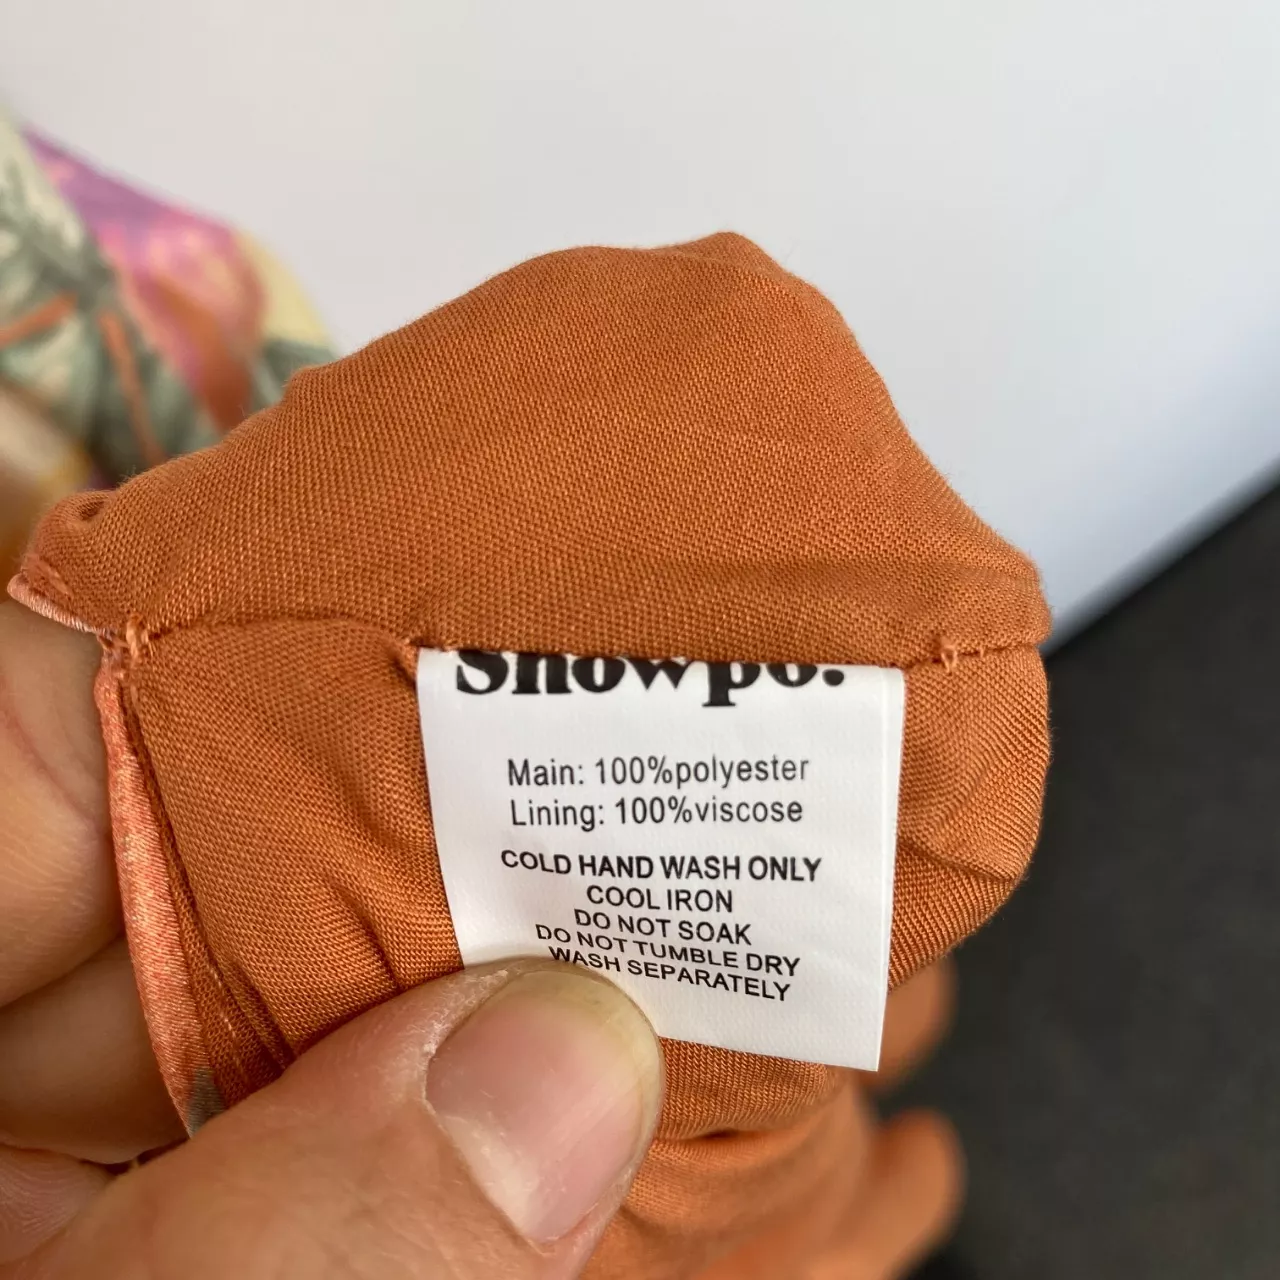 Showpo.
Main: 100%polyester
Lining: 100%viscose
COLD HAND WASH ONLY
COOL IRON
DO NOT SOAK
DO NOT TUMBLE DRY
WASH SEPARATELY